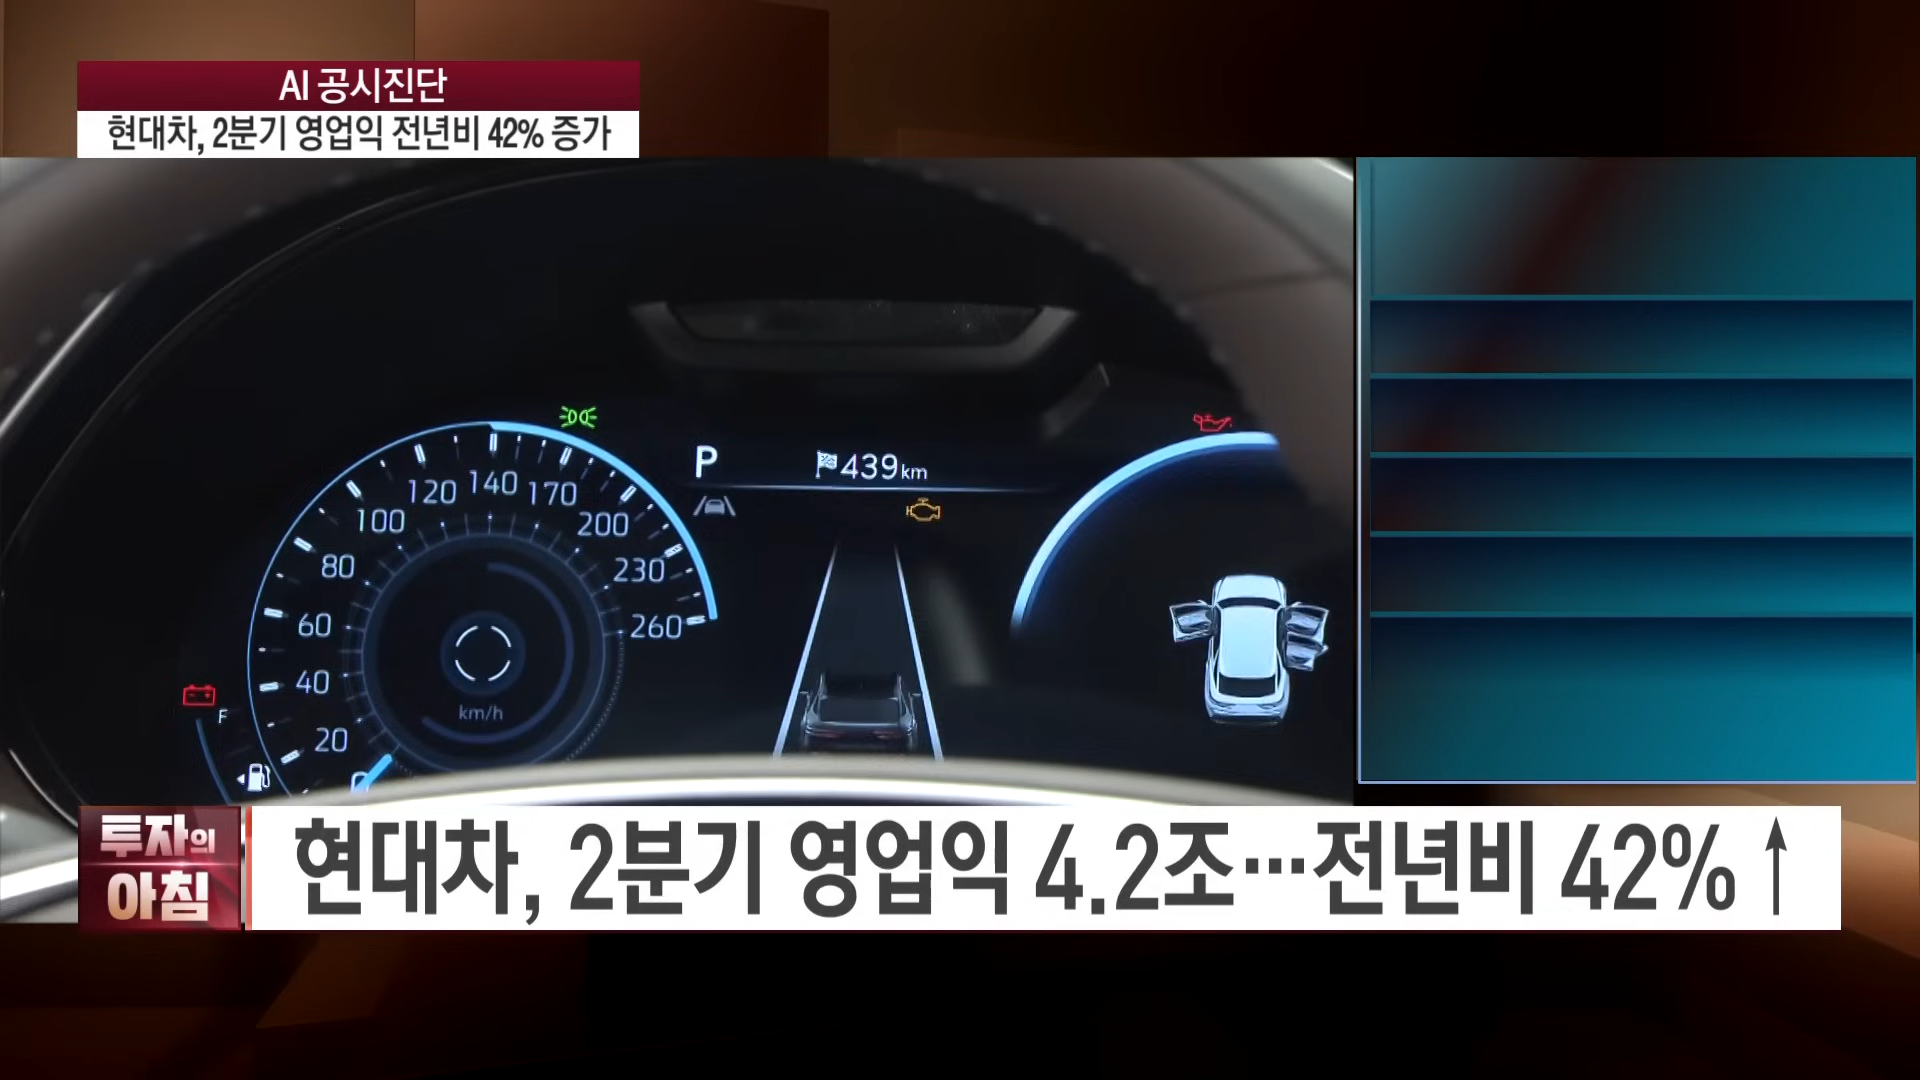 AI 공시진단
현대차, 2분기 영업익 전년비 42% 증가
P
439km
120 140 170
100 200
80 230
60 260
40
km/h
F
20
0
투자의
아침
현대차, 2분기 영업익 4.2조…전년비 42%↑